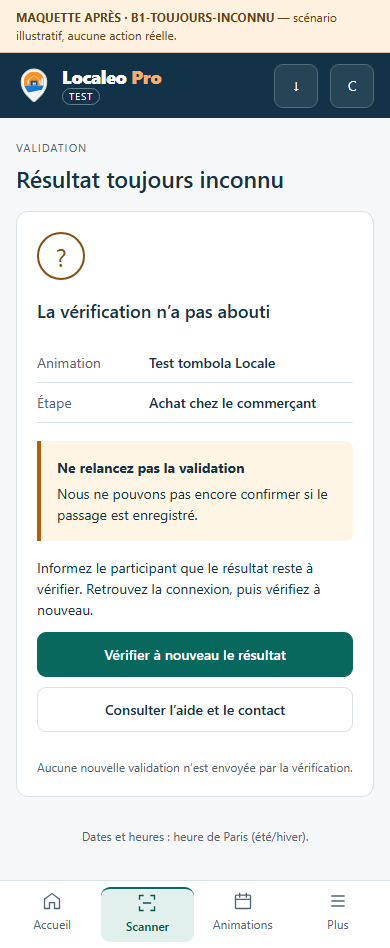 MAQUETTE APRÈS · B1-TOUJOURS-INCONNU — scénario
illustratif, aucune action réelle.
Localeo Pro
TEST
↓
C
VALIDATION
Résultat toujours inconnu
?
La vérification n’a pas abouti
Animation Test tombola Locale
Étape Achat chez le commerçant
Ne relancez pas la validation
Nous ne pouvons pas encore confirmer si le
passage est enregistré.
Informez le participant que le résultat reste à
vérifier. Retrouvez la connexion, puis vérifiez à
nouveau.
Vérifier à nouveau le résultat
Consulter l’aide et le contact
Aucune nouvelle validation n’est envoyée par la vérification.
Dates et heures : heure de Paris (été/hiver).
Accueil Scanner Animations Plus